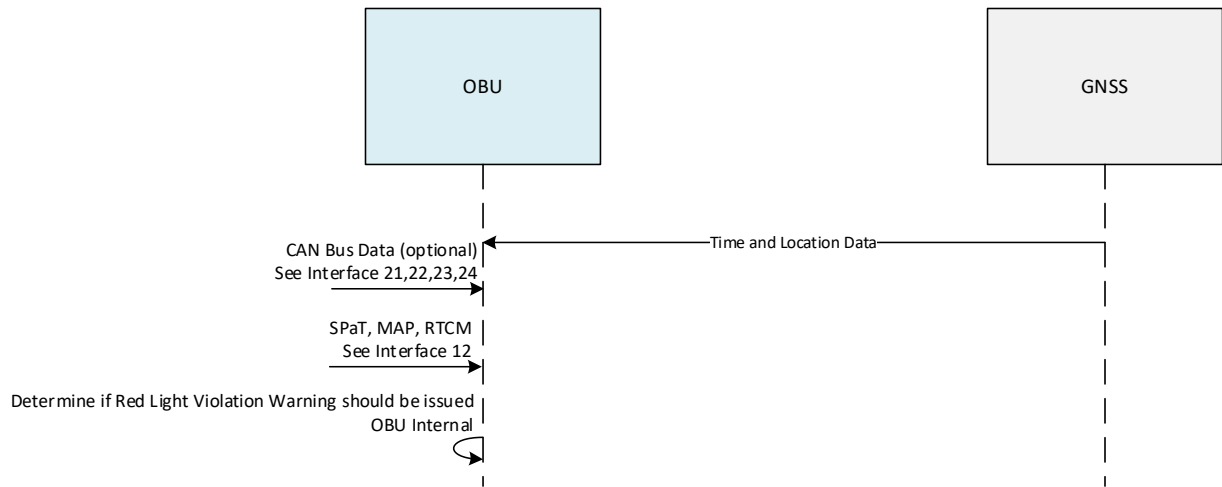 OBU
GNSS
Time and Location Data
CAN Bus Data (optional)
See Interface 21,22,23,24
SPaT, MAP, RTCM
See Interface 12
Determine if Red Light Violation Warning should be issued
OBU Internal